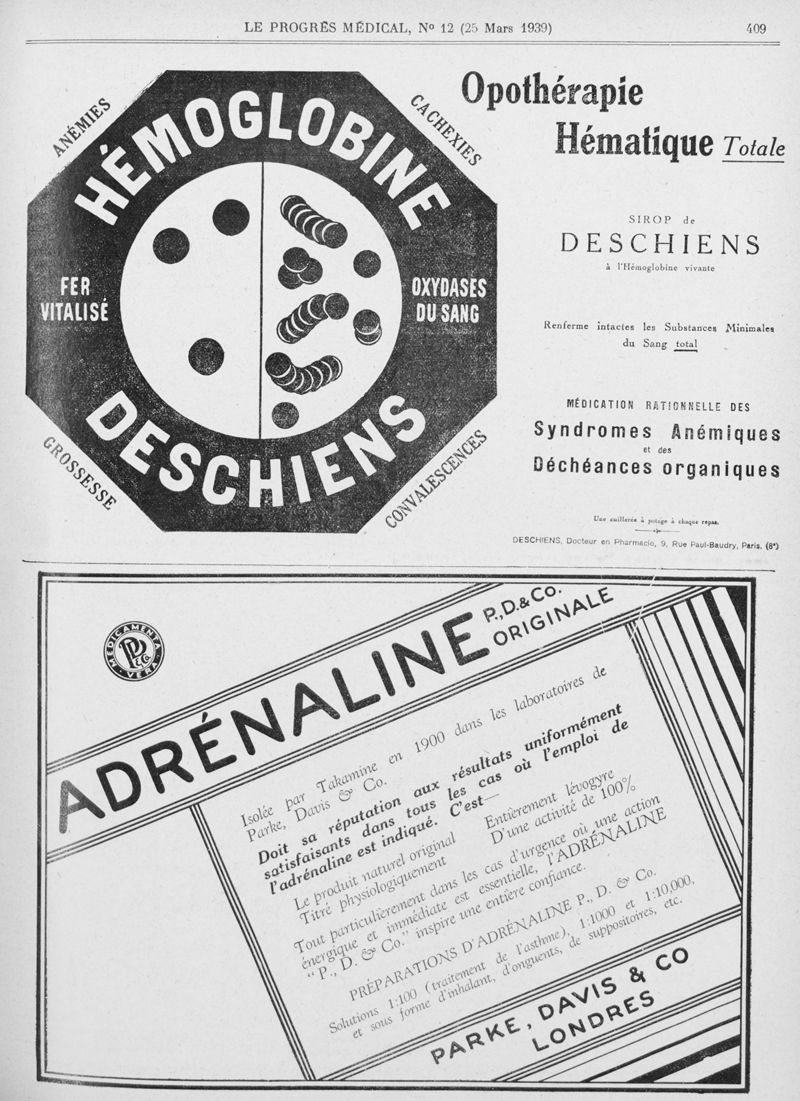 LE PROGRÈS MÉDICAL, No 12 (25 Mars 1939)
409
ANÉMIES
CACHEXIES
HÉMOGLOBINE
FER
VITALISÉ
OXYDASES
DU SANG
DESCHIENS
GROSSESSE
CONVALESCENCES
Opothérapie
Hématique Totale
SIROP de
DESCHIENS
à l'Hémoglobine vivante
Renferme intactes les Substances Minimales
du Sang total
MÉDICATION RATIONNELLE DES
Syndromes Anémiques
et des
Déchéances organiques
Une cuillerée à potage à chaque repas.
DESCHIENS, Docteur en Pharmacie, 9, Rue Paul-Baudry, Paris. (8e)
MEDICAMENTA VERA
P.D & Co
ADRÉNALINE P., D. & Co.
ORIGINALE
Isolée par Takamine en 1900 dans les laboratoires de
Parke, Davis & Co.
Doit sa réputation aux résultats uniformément
satisfaisants dans tous les cas où l'emploi de
l'adrénaline est indiqué. C'est—
Le produit naturel original Entièrement lévogyre
Titré physiologiquement D'une activité de 100%
Tout particulièrement dans les cas d'urgence où une action
énergique et immédiate est essentielle, l'ADRÉNALINE
"P., D. & Co." inspire une entière confiance.
PRÉPARATIONS D'ADRÉNALINE P., D. & Co.
Solutions 1:100 (traitement de l'asthme), 1:1000 et 1:10,000,
et sous forme d'inhalant, d'onguents, de suppositoires, etc.
PARKE, DAVIS & CO
LONDRES